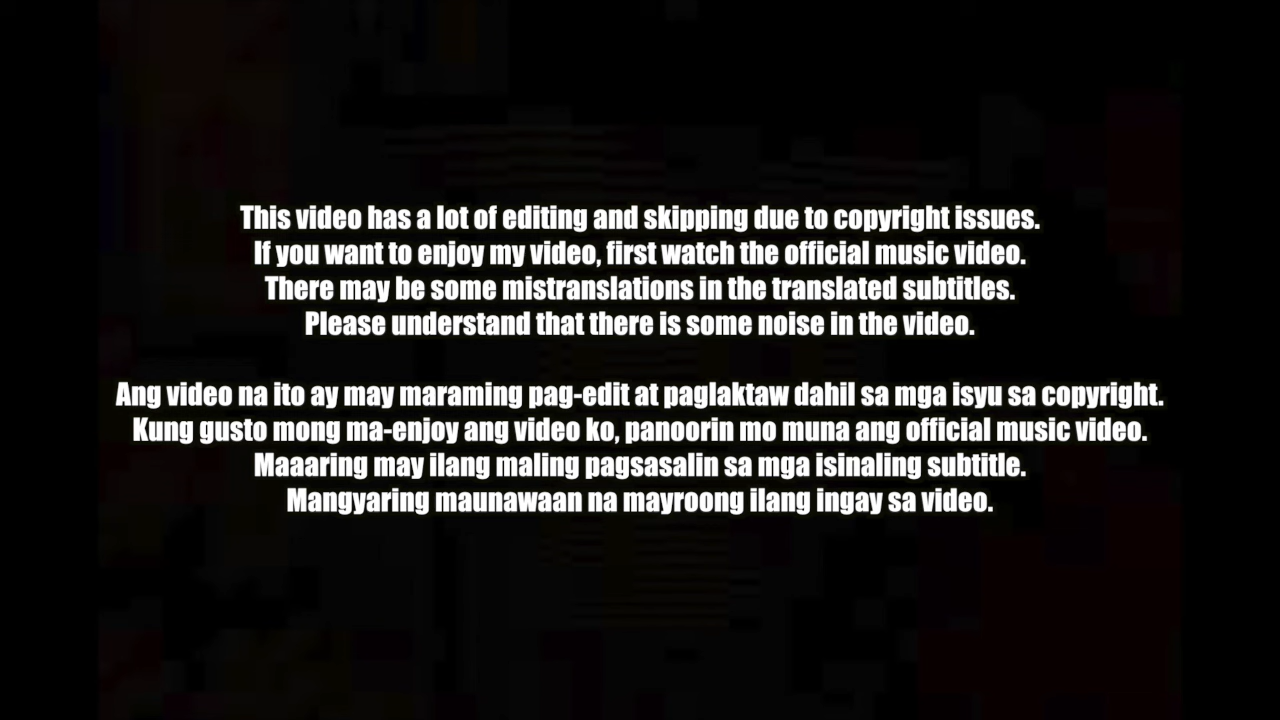 This video has a lot of editing and skipping due to copyright issues.
If you want to enjoy my video, first watch the official music video.
There may be some mistranslations in the translated subtitles.
Please understand that there is some noise in the video.
Ang video na ito ay may maraming pag-edit at paglaktaw dahil sa mga isyu sa copyright.
Kung gusto mong ma-enjoy ang video ko, panoorin mo muna ang official music video.
Maaaring may ilang maling pagsasalin sa mga isinaling subtitle.
Mangyaring maunawaan na mayroong ilang ingay sa video.